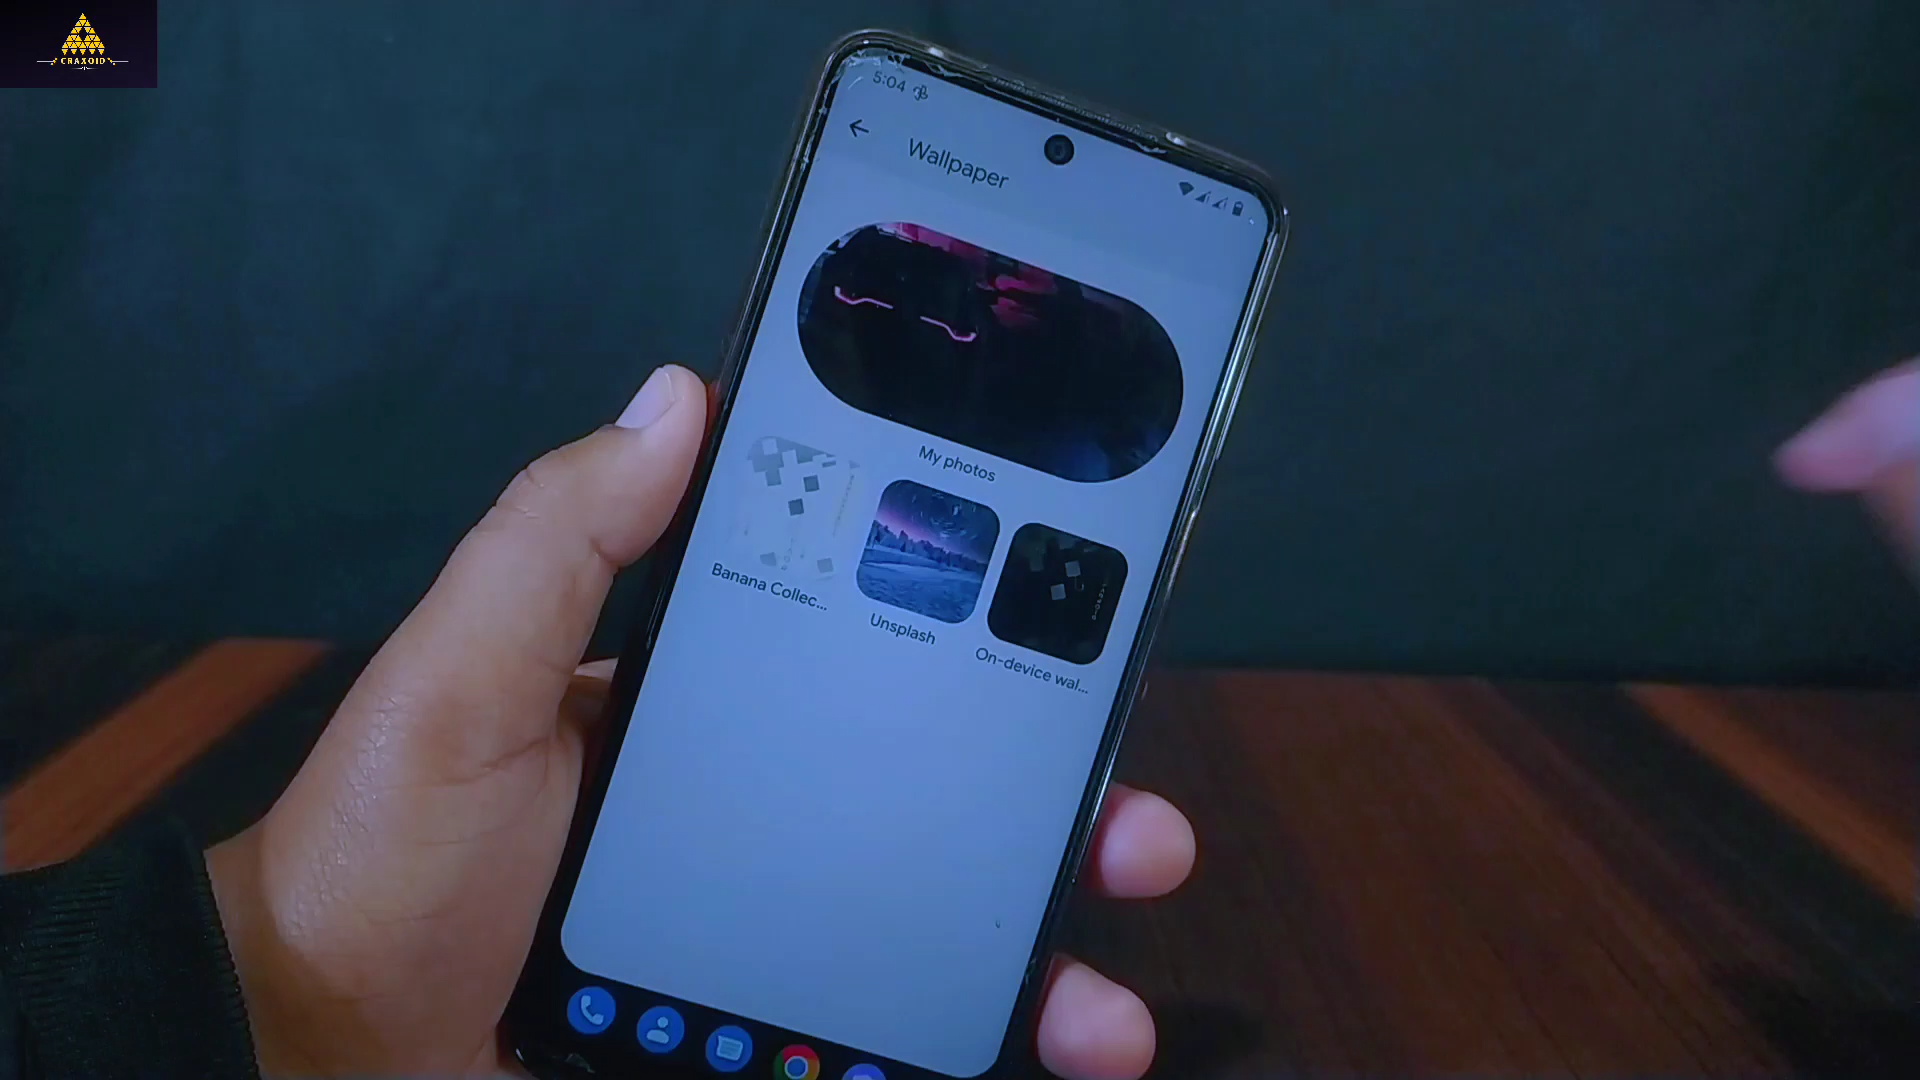 CRAXOID
5:04
Wallpaper
My photos
Banana Collec...
Unsplash
On-device wal...